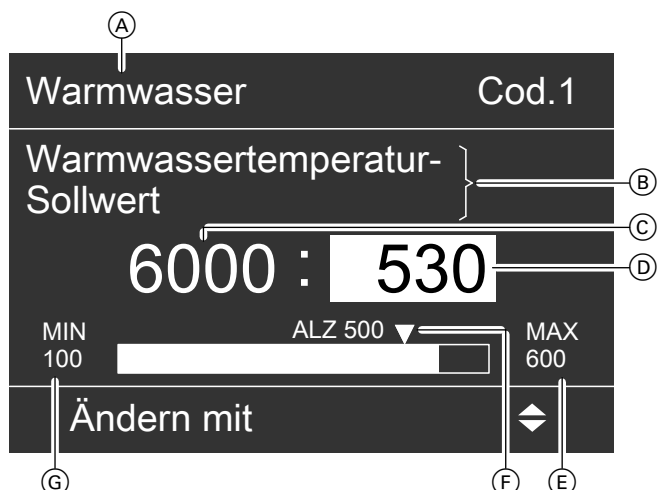 A
Warmwasser Cod.1
Warmwassertemperatur-
Sollwert
B
C
6000 : 530
D
MIN ALZ 500 MAX
100 600
Ändern mit
G F E